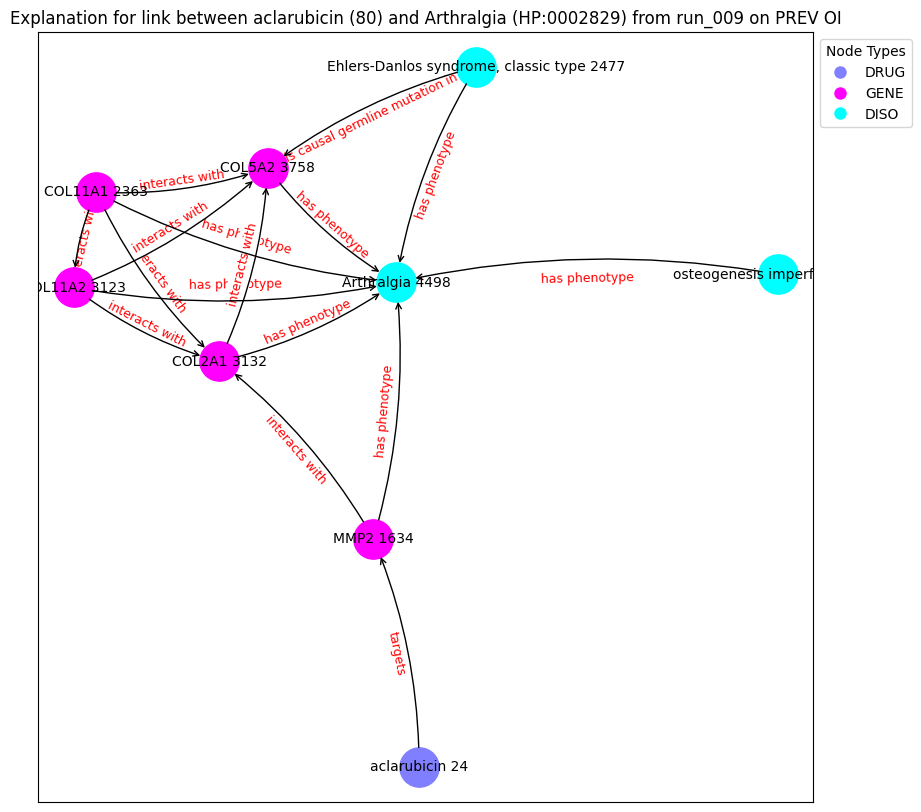 Explanation for link between aclarubicin (80) and Arthralgia (HP:0002829) from run_009 on PREV OI
Node Types
DRUG
GENE
DISO
Ehlers-Danlos syndrome, classic type 2477
causal germline mutation in
has phenotype
COL5A2 3758
interacts with
COL11A1 2363
has phenotype
interacts with
has phenotype
interacts with
osteogenesis imperf
has phenotype
Arthralgia 4498
OL11A2 3123
has phenotype
interacts with
has phenotype
interacts with
COL2A1 3132
has phenotype
interacts with
MMP2 1634
targets
aclarubicin 24